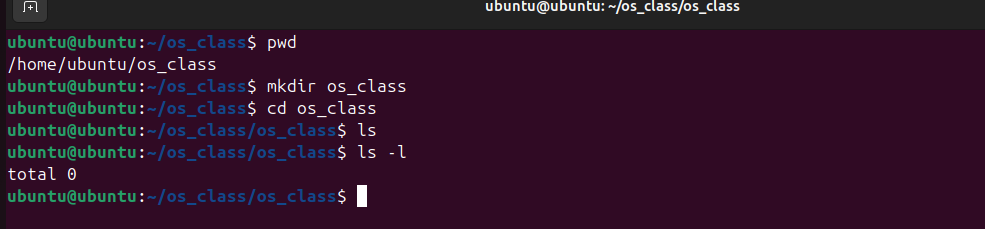 ubuntu@ubuntu: ~/os_class/os_class
ubuntu@ubuntu:~/os_class$ pwd
/home/ubuntu/os_class
ubuntu@ubuntu:~/os_class$ mkdir os_class
ubuntu@ubuntu:~/os_class$ cd os_class
ubuntu@ubuntu:~/os_class/os_class$ ls
ubuntu@ubuntu:~/os_class/os_class$ ls -l
total 0
ubuntu@ubuntu:~/os_class/os_class$